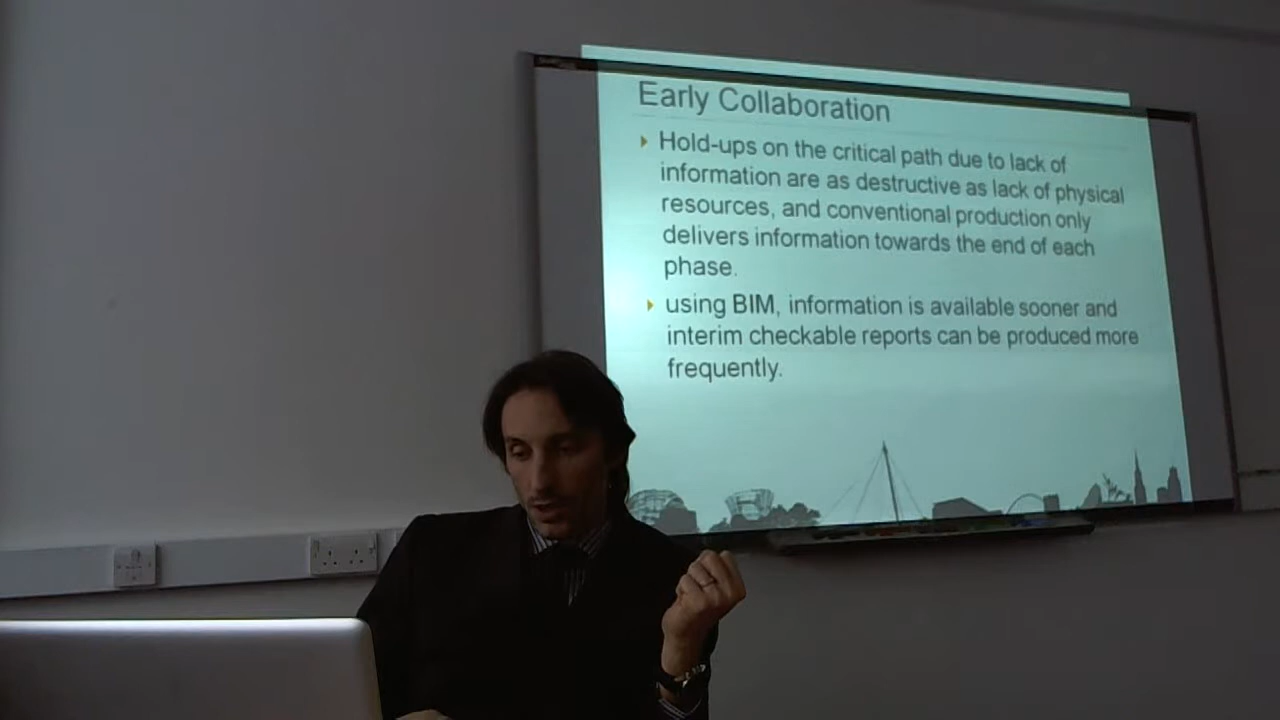 Early Collaboration
Hold-ups on the critical path due to lack of
information are as destructive as lack of physical
resources, and conventional production only
delivers information towards the end of each
phase.
using BIM, information is available sooner and
interim checkable reports can be produced more
frequently.